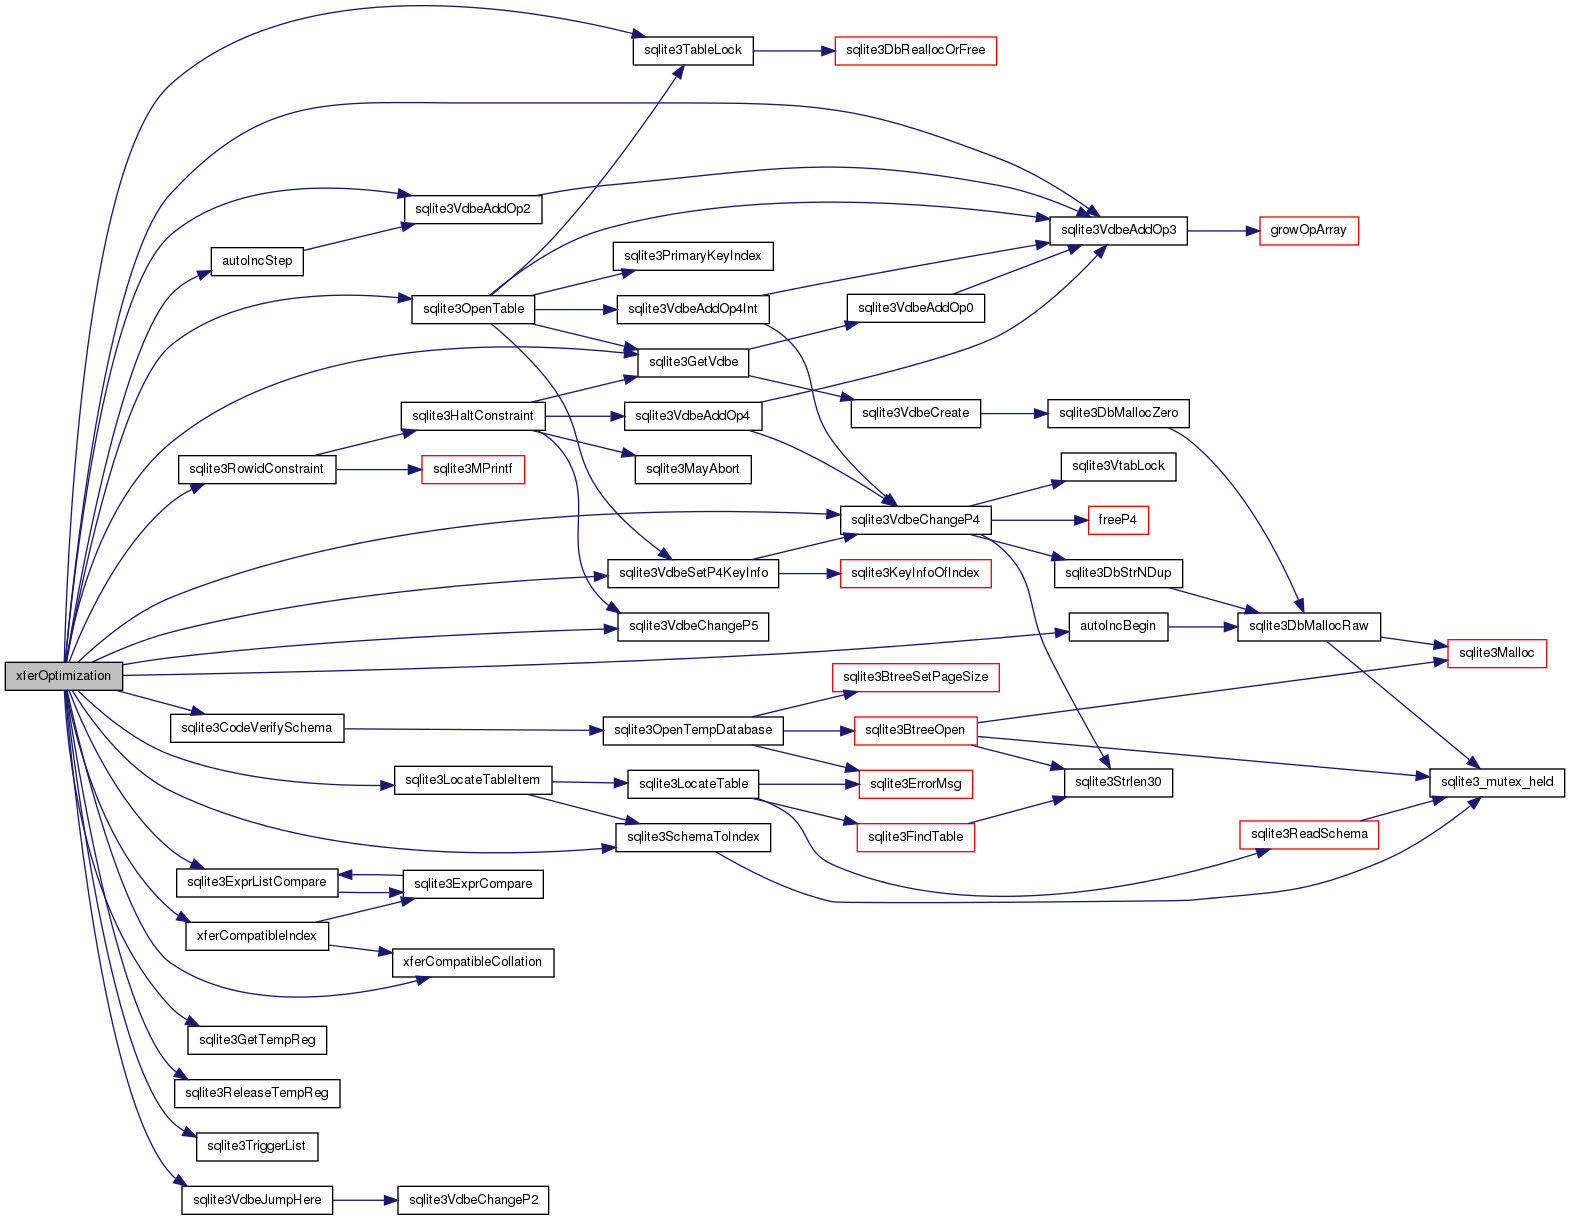 sqlite3TableLock
sqlite3DbReallocOrFree
sqlite3VdbeAddOp2
sqlite3VdbeAddOp3
growOpArray
autoIncStep
sqlite3PrimaryKeyIndex
sqlite3OpenTable
sqlite3VdbeAddOp4Int
sqlite3VdbeAddOp0
sqlite3GetVdbe
sqlite3HaltConstraint
sqlite3VdbeAddOp4
sqlite3VdbeCreate
sqlite3DbMallocZero
sqlite3RowidConstraint
sqlite3MPrintf
sqlite3MayAbort
sqlite3VtabLock
sqlite3VdbeChangeP4
freeP4
sqlite3VdbeSetP4KeyInfo
sqlite3KeyInfoOfIndex
sqlite3DbStrNDup
sqlite3VdbeChangeP5
autoIncBegin
sqlite3DbMallocRaw
sqlite3Malloc
xferOptimization
sqlite3BtreeSetPageSize
sqlite3CodeVerifySchema
sqlite3OpenTempDatabase
sqlite3BtreeOpen
sqlite3LocateTableItem
sqlite3LocateTable
sqlite3ErrorMsg
sqlite3Strlen30
sqlite3_mutex_held
sqlite3SchemaToIndex
sqlite3FindTable
sqlite3ReadSchema
sqlite3ExprListCompare
sqlite3ExprCompare
xferCompatibleIndex
xferCompatibleCollation
sqlite3GetTempReg
sqlite3ReleaseTempReg
sqlite3TriggerList
sqlite3VdbeJumpHere
sqlite3VdbeChangeP2